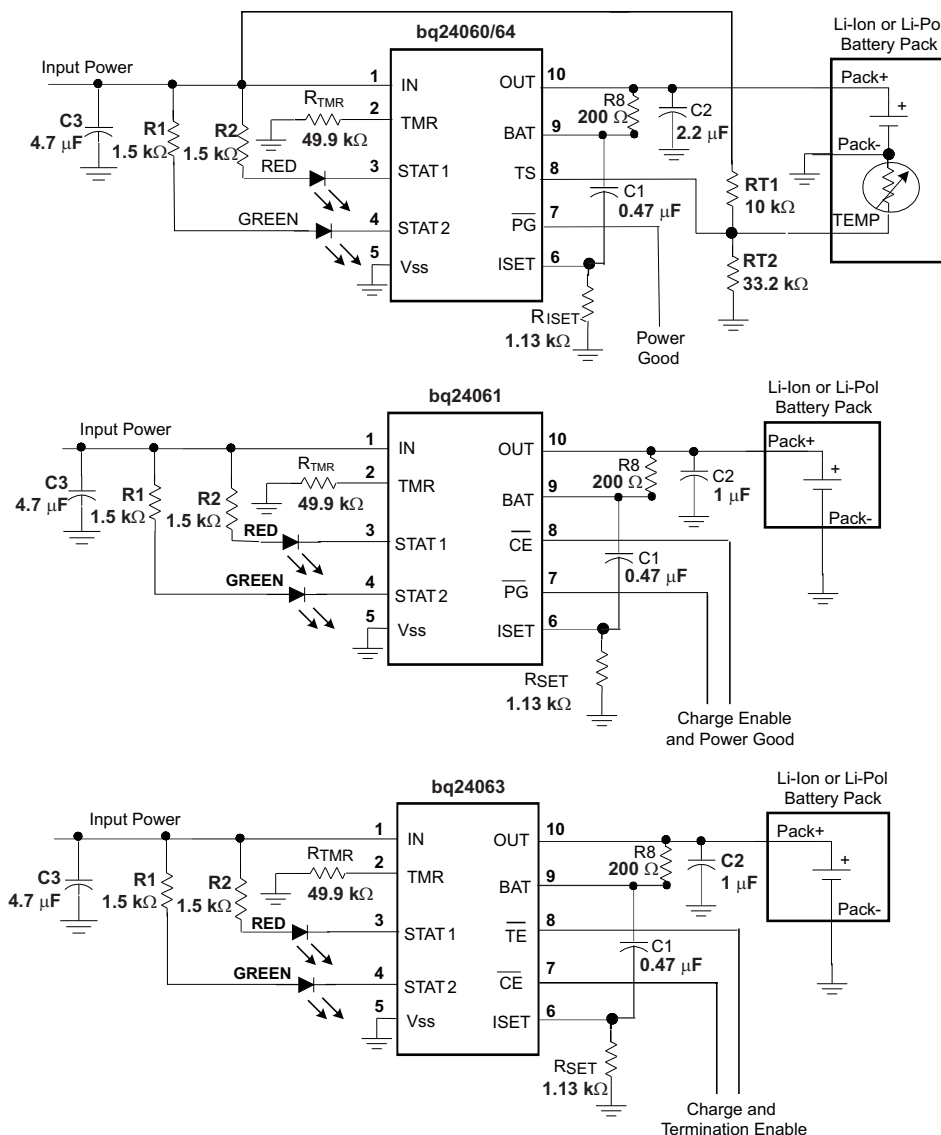 bq24060/64
Li-Ion or Li-Pol
Battery Pack
Input Power
1
IN
OUT
10
Pack+
+
C3
4.7 μF
R1
1.5 kΩ
R2
1.5 kΩ
RTMR
49.9 kΩ
2
TMR
BAT
9
R8
200 Ω
C2
2.2 μF
Pack-
RED
3
STAT1
TS
8
C1
0.47 μF
RT1
10 kΩ
TEMP
GREEN
4
STAT2
PG
7
5
Vss
ISET
6
RT2
33.2 kΩ
RISET
1.13 kΩ
Power
Good
bq24061
Li-Ion or Li-Pol
Battery Pack
Input Power
1
IN
OUT
10
Pack+
+
C3
4.7 μF
R1
1.5 kΩ
R2
1.5 kΩ
RTMR
49.9 kΩ
2
TMR
BAT
9
R8
200 Ω
C2
1 μF
Pack-
RED
3
STAT1
CE
8
C1
0.47 μF
GREEN
4
STAT2
PG
7
5
Vss
ISET
6
RSET
1.13 kΩ
Charge Enable
and Power Good
bq24063
Li-Ion or Li-Pol
Battery Pack
Input Power
1
IN
OUT
10
Pack+
+
C3
4.7 μF
R1
1.5 kΩ
R2
1.5 kΩ
RTMR
49.9 kΩ
2
TMR
BAT
9
R8
200 Ω
C2
1 μF
Pack-
RED
3
STAT1
TE
8
C1
0.47 μF
GREEN
4
STAT2
CE
7
5
Vss
ISET
6
RSET
1.13 kΩ
Charge and
Termination Enable